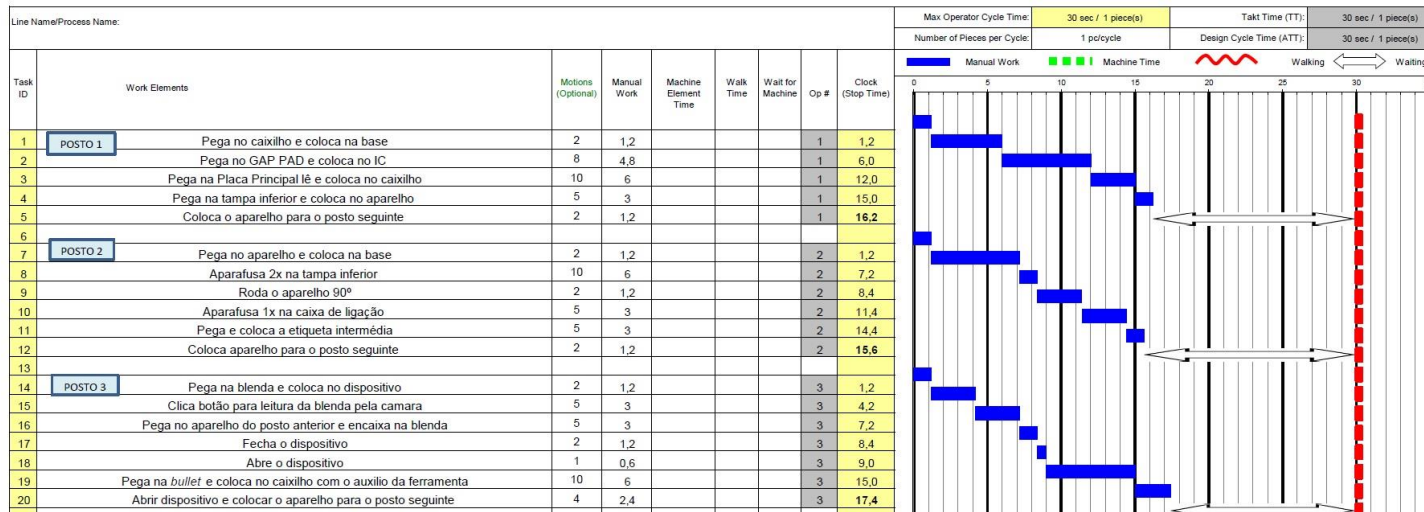 Line Name/Process Name:
Max Operator Cycle Time: 30 sec / 1 piece(s) Takt Time (TT): 30 sec / 1 piece(s)
Number of Pieces per Cycle: 1 pc/cycle Design Cycle Time (ATT): 30 sec / 1 piece(s)
Manual Work Machine Time Walking Waiting
Task ID Work Elements Motions (Optional) Manual Work Machine Element Time Walk Time Wait for Machine Op # Clock (Stop Time)
0 5 10 15 20 25 30
1 POSTO 1 Pega no caixilho e coloca na base 2 1,2 1 1,2
2 Pega no GAP PAD e coloca no IC 8 4,8 1 6,0
3 Pega na Placa Principal lê e coloca no caixilho 10 6 1 12,0
4 Pega na tampa inferior e coloca no aparelho 5 3 1 15,0
5 Coloca o aparelho para o posto seguinte 2 1,2 1 16,2
6
7 POSTO 2 Pega no aparelho e coloca na base 2 1,2 2 1,2
8 Aparafusa 2x na tampa inferior 10 6 2 7,2
9 Roda o aparelho 90º 2 1,2 2 8,4
10 Aparafusa 1x na caixa de ligação 5 3 2 11,4
11 Pega e coloca a etiqueta intermédia 5 3 2 14,4
12 Coloca aparelho para o posto seguinte 2 1,2 2 15,6
13
14 POSTO 3 Pega na blenda e coloca no dispositivo 2 1,2 3 1,2
15 Clica botão para leitura da blenda pela camara 5 3 3 4,2
16 Pega no aparelho do posto anterior e encaixa na blenda 5 3 3 7,2
17 Fecha o dispositivo 2 1,2 3 8,4
18 Abre o dispositivo 1 0,6 3 9,0
19 Pega na bullet e coloca no caixilho com o auxilio da ferramenta 10 6 3 15,0
20 Abrir dispositivo e colocar o aparelho para o posto seguinte 4 2,4 3 17,4